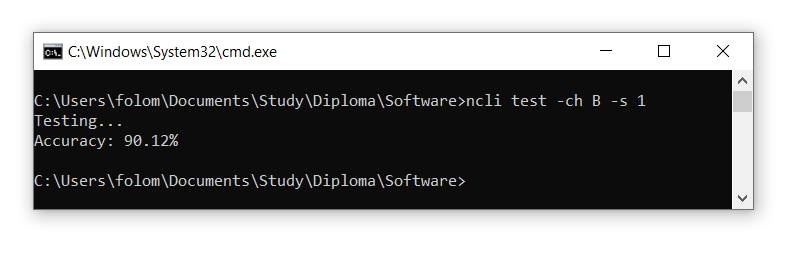 C:\Windows\System32\cmd.exe
C:\Users\folom\Documents\Study\Diploma\Software>ncli test -ch B -s 1
Testing...
Accuracy: 90.12%
C:\Users\folom\Documents\Study\Diploma\Software>